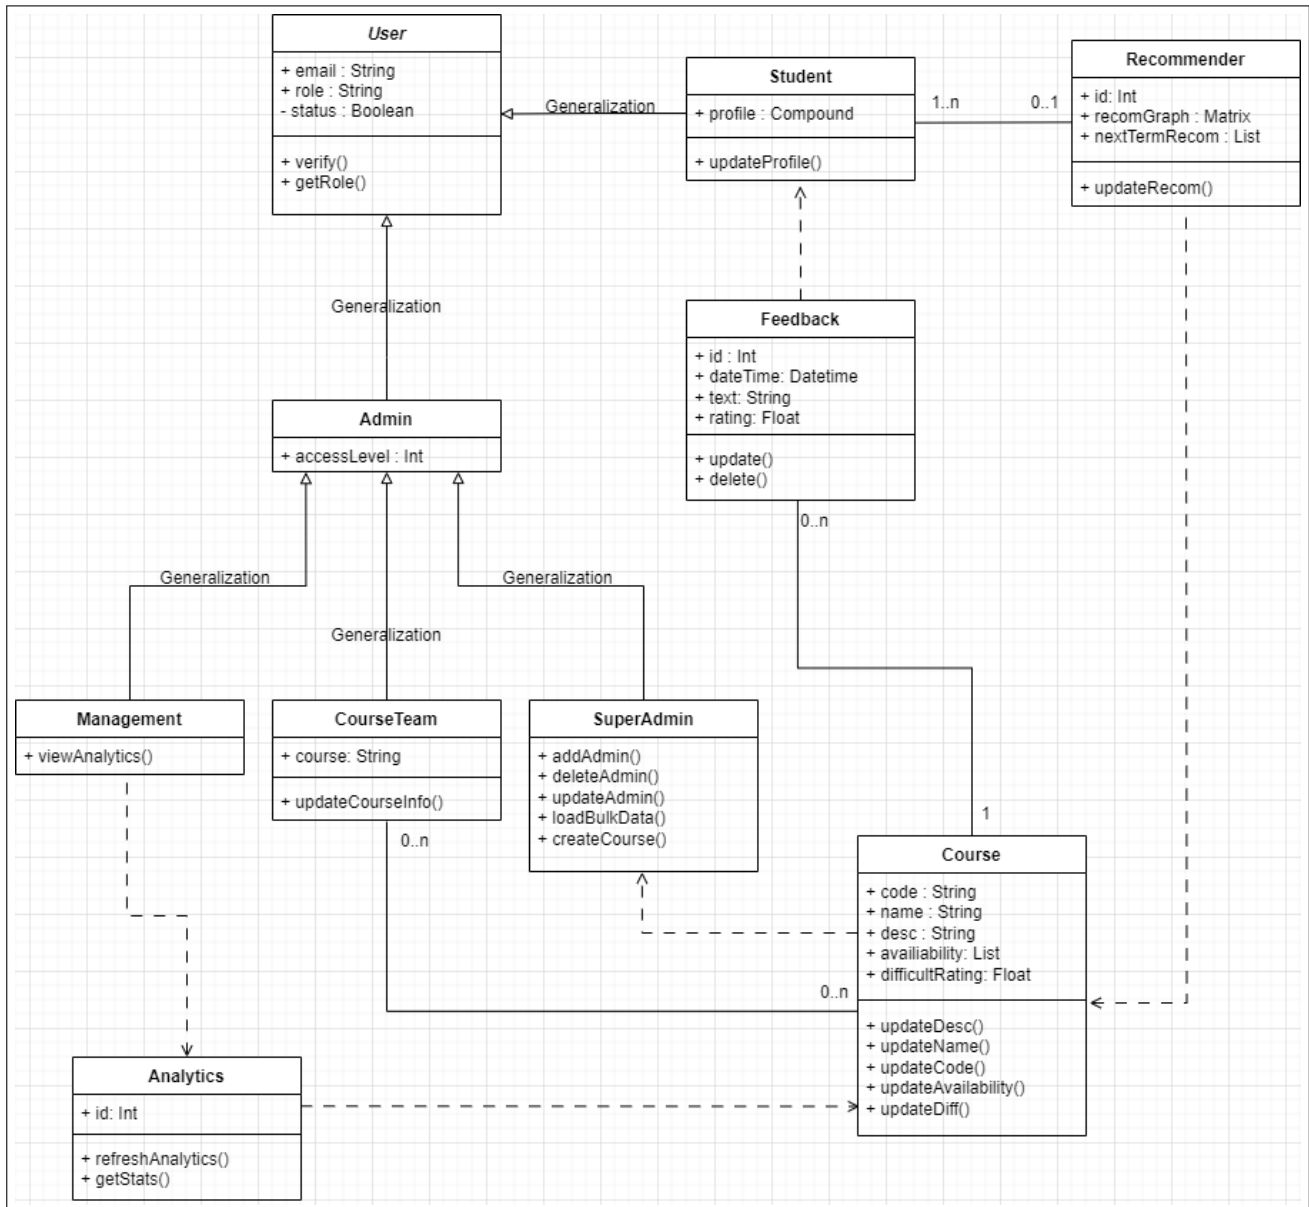 User
+ email : String
+ role : String
- status : Boolean
+ verify()
+ getRole()
Generalization
Student
+ profile : Compound
+ updateProfile()
1..n
0..1
Recommender
+ id: Int
+ recomGraph : Matrix
+ nextTermRecom : List
+ updateRecom()
Generalization
Feedback
+ id : Int
+ dateTime: Datetime
+ text: String
+ rating: Float
+ update()
+ delete()
0..n
Admin
+ accessLevel : Int
Generalization
Generalization
Generalization
Management
+ viewAnalytics()
CourseTeam
+ course: String
+ updateCourseInfo()
0..n
SuperAdmin
+ addAdmin()
+ deleteAdmin()
+ updateAdmin()
+ loadBulkData()
+ createCourse()
1
0..n
Course
+ code : String
+ name : String
+ desc : String
+ availiability: List
+ difficultRating: Float
+ updateDesc()
+ updateName()
+ updateCode()
+ updateAvailability()
+ updateDiff()
Analytics
+ id: Int
+ refreshAnalytics()
+ getStats()